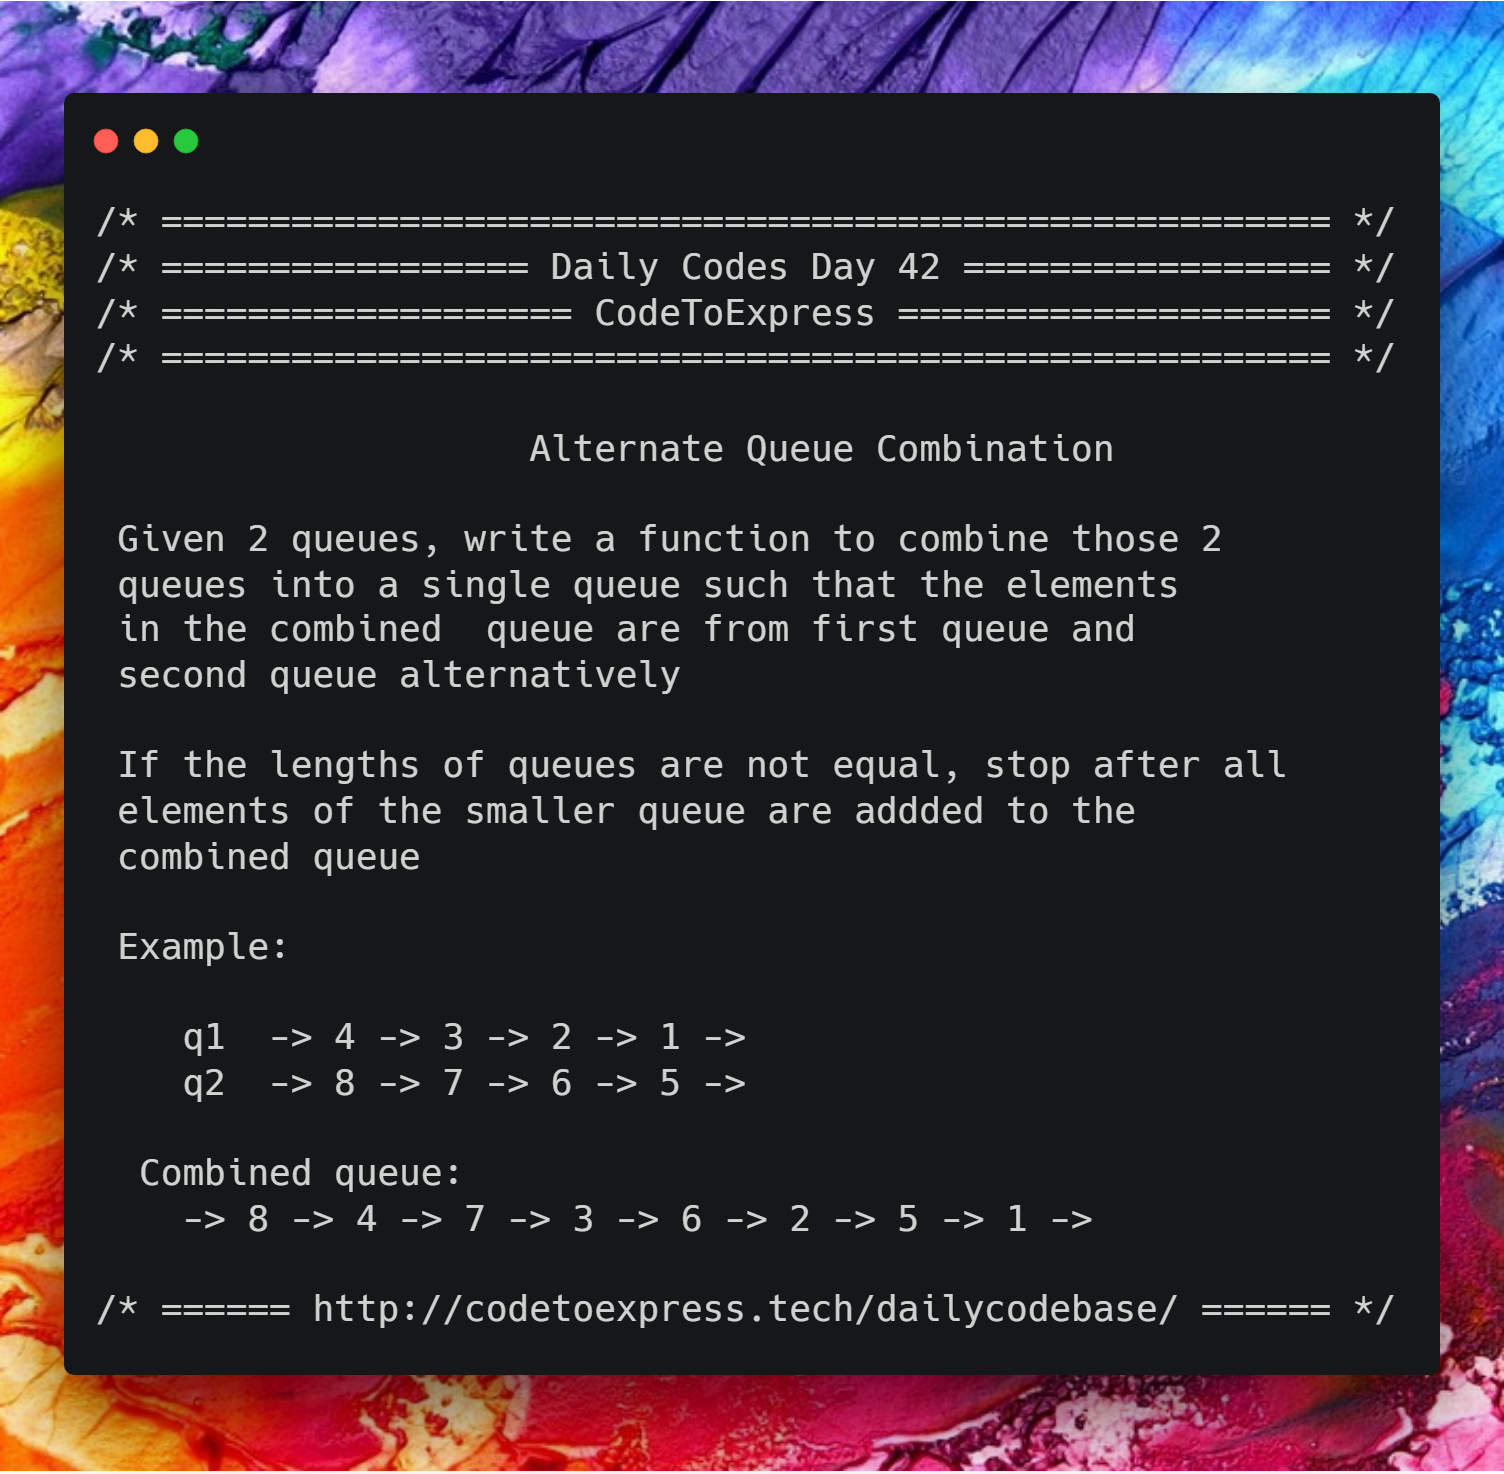 /* ====================================================== */
/* ================= Daily Codes Day 42 ================= */
/* =================== CodeToExpress ==================== */
/* ====================================================== */
Alternate Queue Combination
Given 2 queues, write a function to combine those 2
queues into a single queue such that the elements
in the combined  queue are from first queue and
second queue alternatively
If the lengths of queues are not equal, stop after all
elements of the smaller queue are addded to the
combined queue
Example:
q1  -> 4 -> 3 -> 2 -> 1 ->
q2  -> 8 -> 7 -> 6 -> 5 ->
Combined queue:
-> 8 -> 4 -> 7 -> 3 -> 6 -> 2 -> 5 -> 1 ->
/* ====== http://codetoexpress.tech/dailycodebase/ ====== */